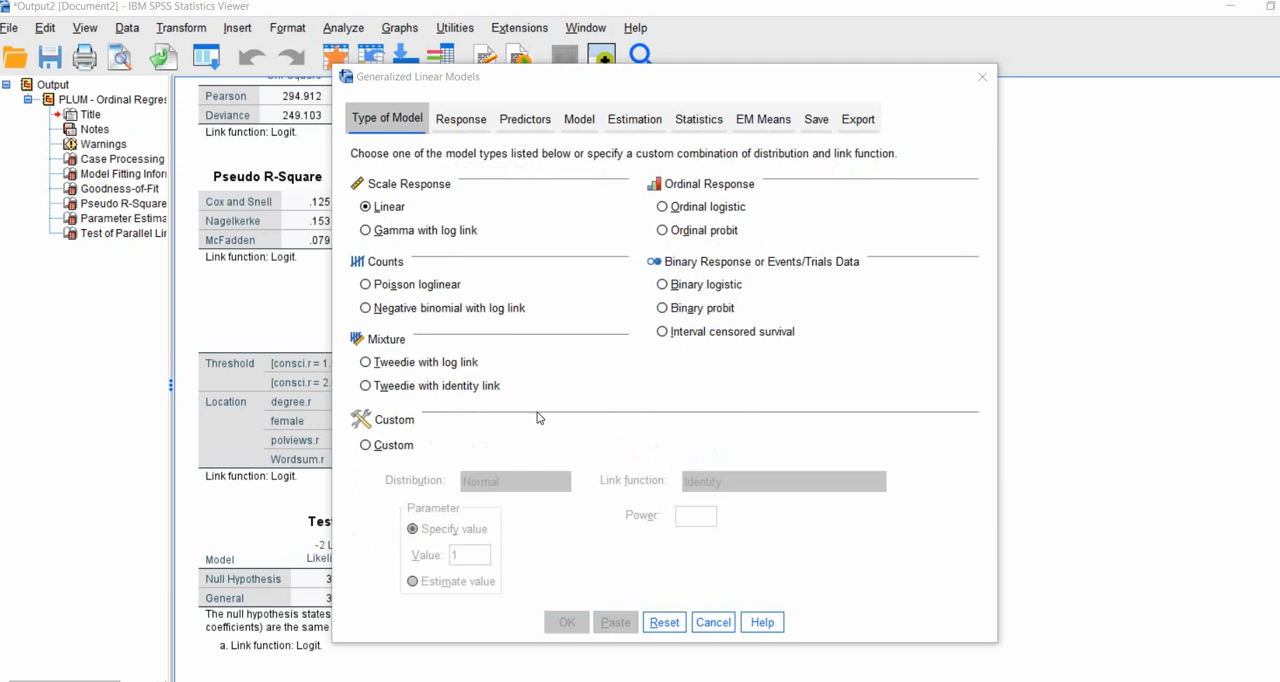 *Output2 [Document2] - IBM SPSS Statistics Viewer
File Edit View Data Transform Insert Format Analyze Graphs Utilities Extensions Window Help
Output
PLUM - Ordinal Regres
Title
Notes
Warnings
Case Processing
Model Fitting Infor
Goodness-of-Fit
Pseudo R-Square
Parameter Estima
Test of Parallel Lin
Pearson 294.912
Deviance 249.103
Link function: Logit.
Pseudo R-Square
Cox and Snell .125
Nagelkerke .153
McFadden .079
Link function: Logit.
Threshold [consci.r = 1.
[consci.r = 2.
Location degree.r
female
polviews.r
Wordsum.r
Link function: Logit.
Tes
-2 L
Model Likeli
Null Hypothesis 3
General 3
The null hypothesis states
coefficients) are the same
a. Link function: Logit.
Generalized Linear Models
Type of Model Response Predictors Model Estimation Statistics EM Means Save Export
Choose one of the model types listed below or specify a custom combination of distribution and link function.
Scale Response
Linear
Gamma with log link
Ordinal Response
Ordinal logistic
Ordinal probit
Counts
Poisson loglinear
Negative binomial with log link
Binary Response or Events/Trials Data
Binary logistic
Binary probit
Interval censored survival
Mixture
Tweedie with log link
Tweedie with identity link
Custom
Custom
Distribution: Normal Link function: Identity
Parameter
Specify value
Value: 1
Estimate value
Power:
OK Paste Reset Cancel Help